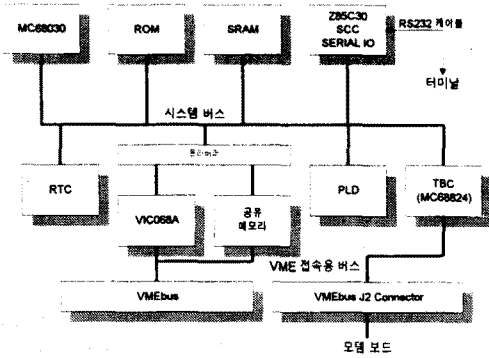 MC68030
ROM
SRAM
Z85C30
SCC
SERIAL IO
RS232 케이블
터미널
시스템 버스
RTC
VIC068A
공유
메모리
PLD
TBC
(MC68824)
VME 접속용 버스
VMEbus
VMEbus J2 Connector
모뎀 보드